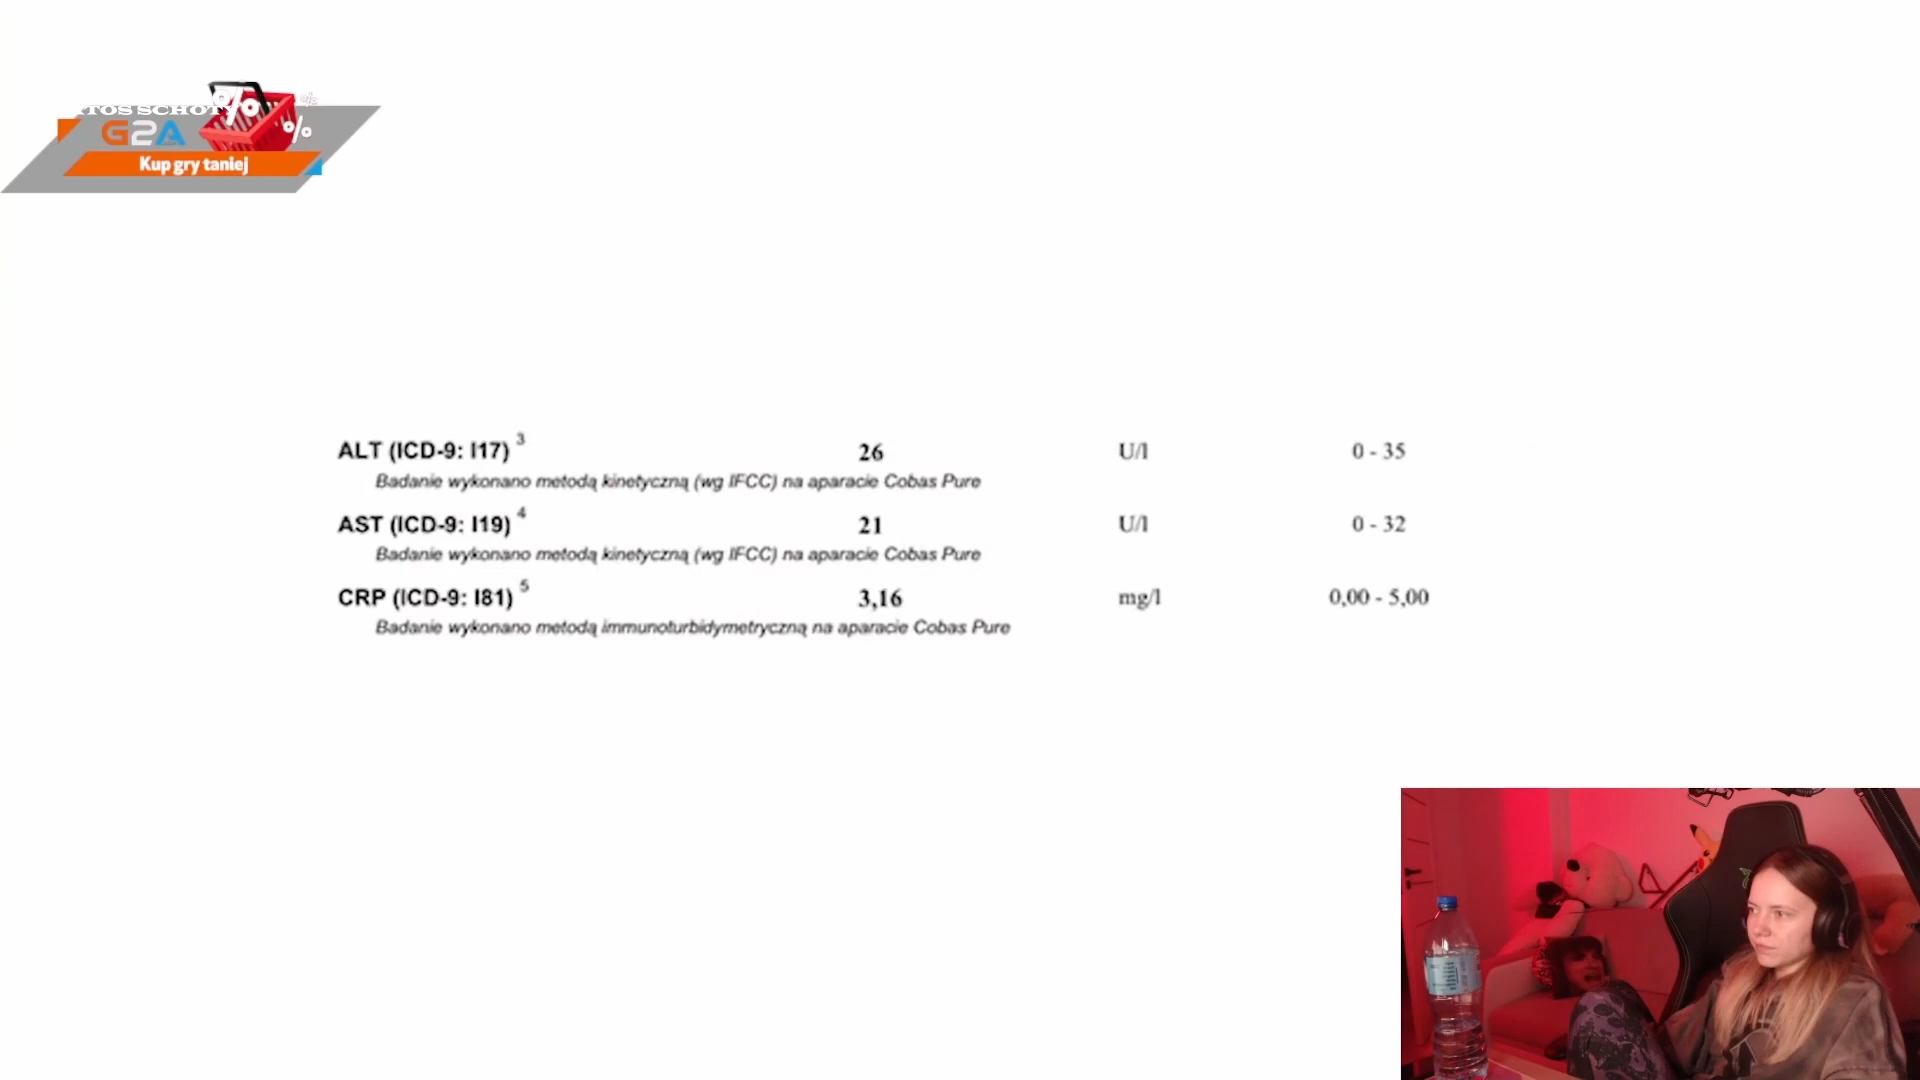 G2A
Kup gry taniej
ALT (ICD-9: I17) 3 26 U/l 0 - 35
Badanie wykonano metodą kinetyczną (wg IFCC) na aparacie Cobas Pure
AST (ICD-9: I19) 4 21 U/l 0 - 32
Badanie wykonano metodą kinetyczną (wg IFCC) na aparacie Cobas Pure
CRP (ICD-9: I81) 5 3,16 mg/l 0,00 - 5,00
Badanie wykonano metodą immunoturbidymetryczną na aparacie Cobas Pure